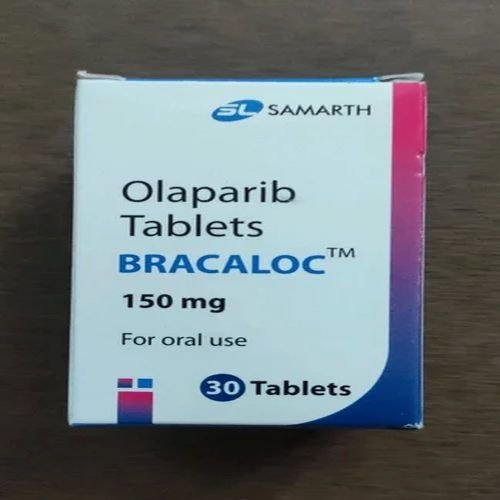 SL SAMARTH
Olaparib
Tablets
BRACALOC™
150 mg
For oral use
30 Tablets